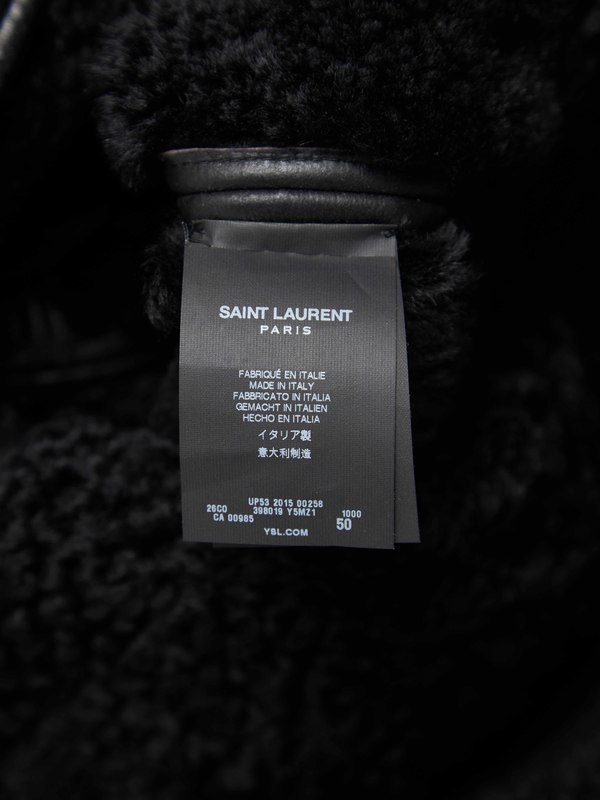 SAINT LAURENT
PARIS
FABRIQUÉ EN ITALIE
MADE IN ITALY
FABBRICATO IN ITALIA
GEMACHT IN ITALIEN
HECHO EN ITALIA
イタリア製
意大利制造
UP53 2015 00258
26CO 398019 Y5MZ1 1000
CA 00985 50
YSL.COM